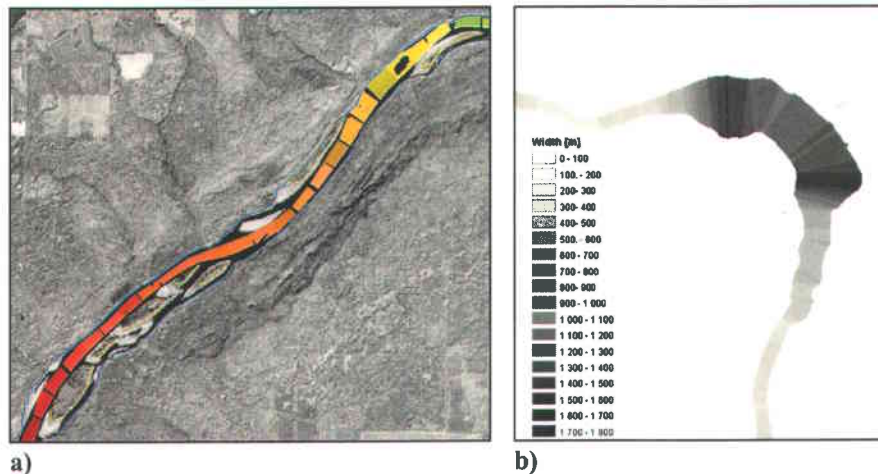 Width [m]
0 - 100
100. - 200
200 - 300
300 - 400
400 - 500
500. - 600
600 - 700
700 - 800
800 - 900
900 - 1 000
1 000 - 1 100
1 100 - 1 200
1 200 - 1 300
1 300 - 1 400
1 400 - 1 500
1 500 - 1 600
1 600 - 1 700
1 700 - 1 800
a)
b)